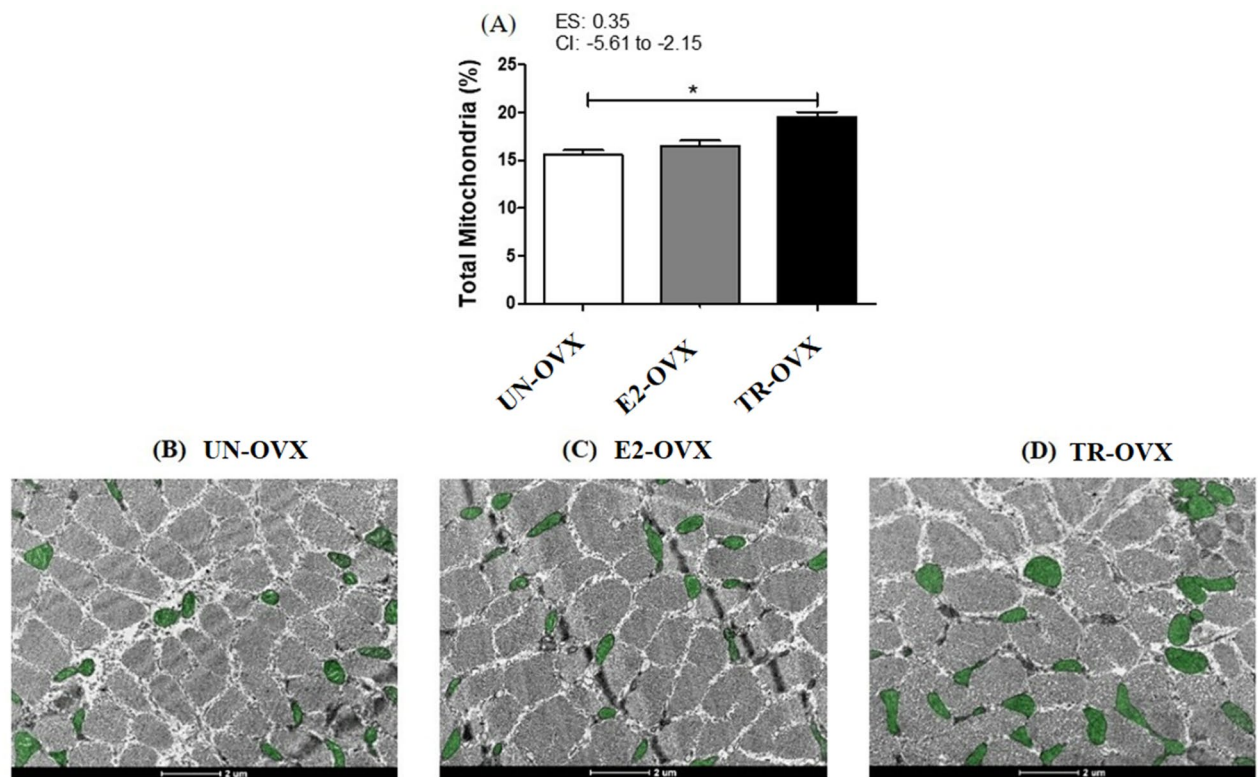 (A)
ES: 0.35
CI: -5.61 to -2.15
Total Mitochondria (%)
25
20
15
10
5
0
*
UN-OVX
E2-OVX
TR-OVX
(B) UN-OVX
(C) E2-OVX
(D) TR-OVX
2 um
2 um
2 um